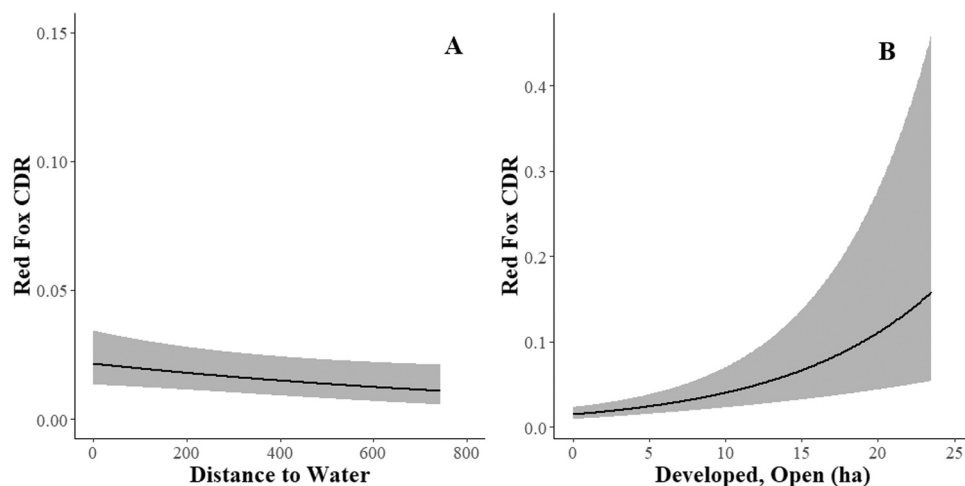 A
Red Fox CDR
0.15
0.10
0.05
0.00
0 200 400 600 800
Distance to Water
B
Red Fox CDR
0.4
0.3
0.2
0.1
0.0
0 5 10 15 20 25
Developed, Open (ha)